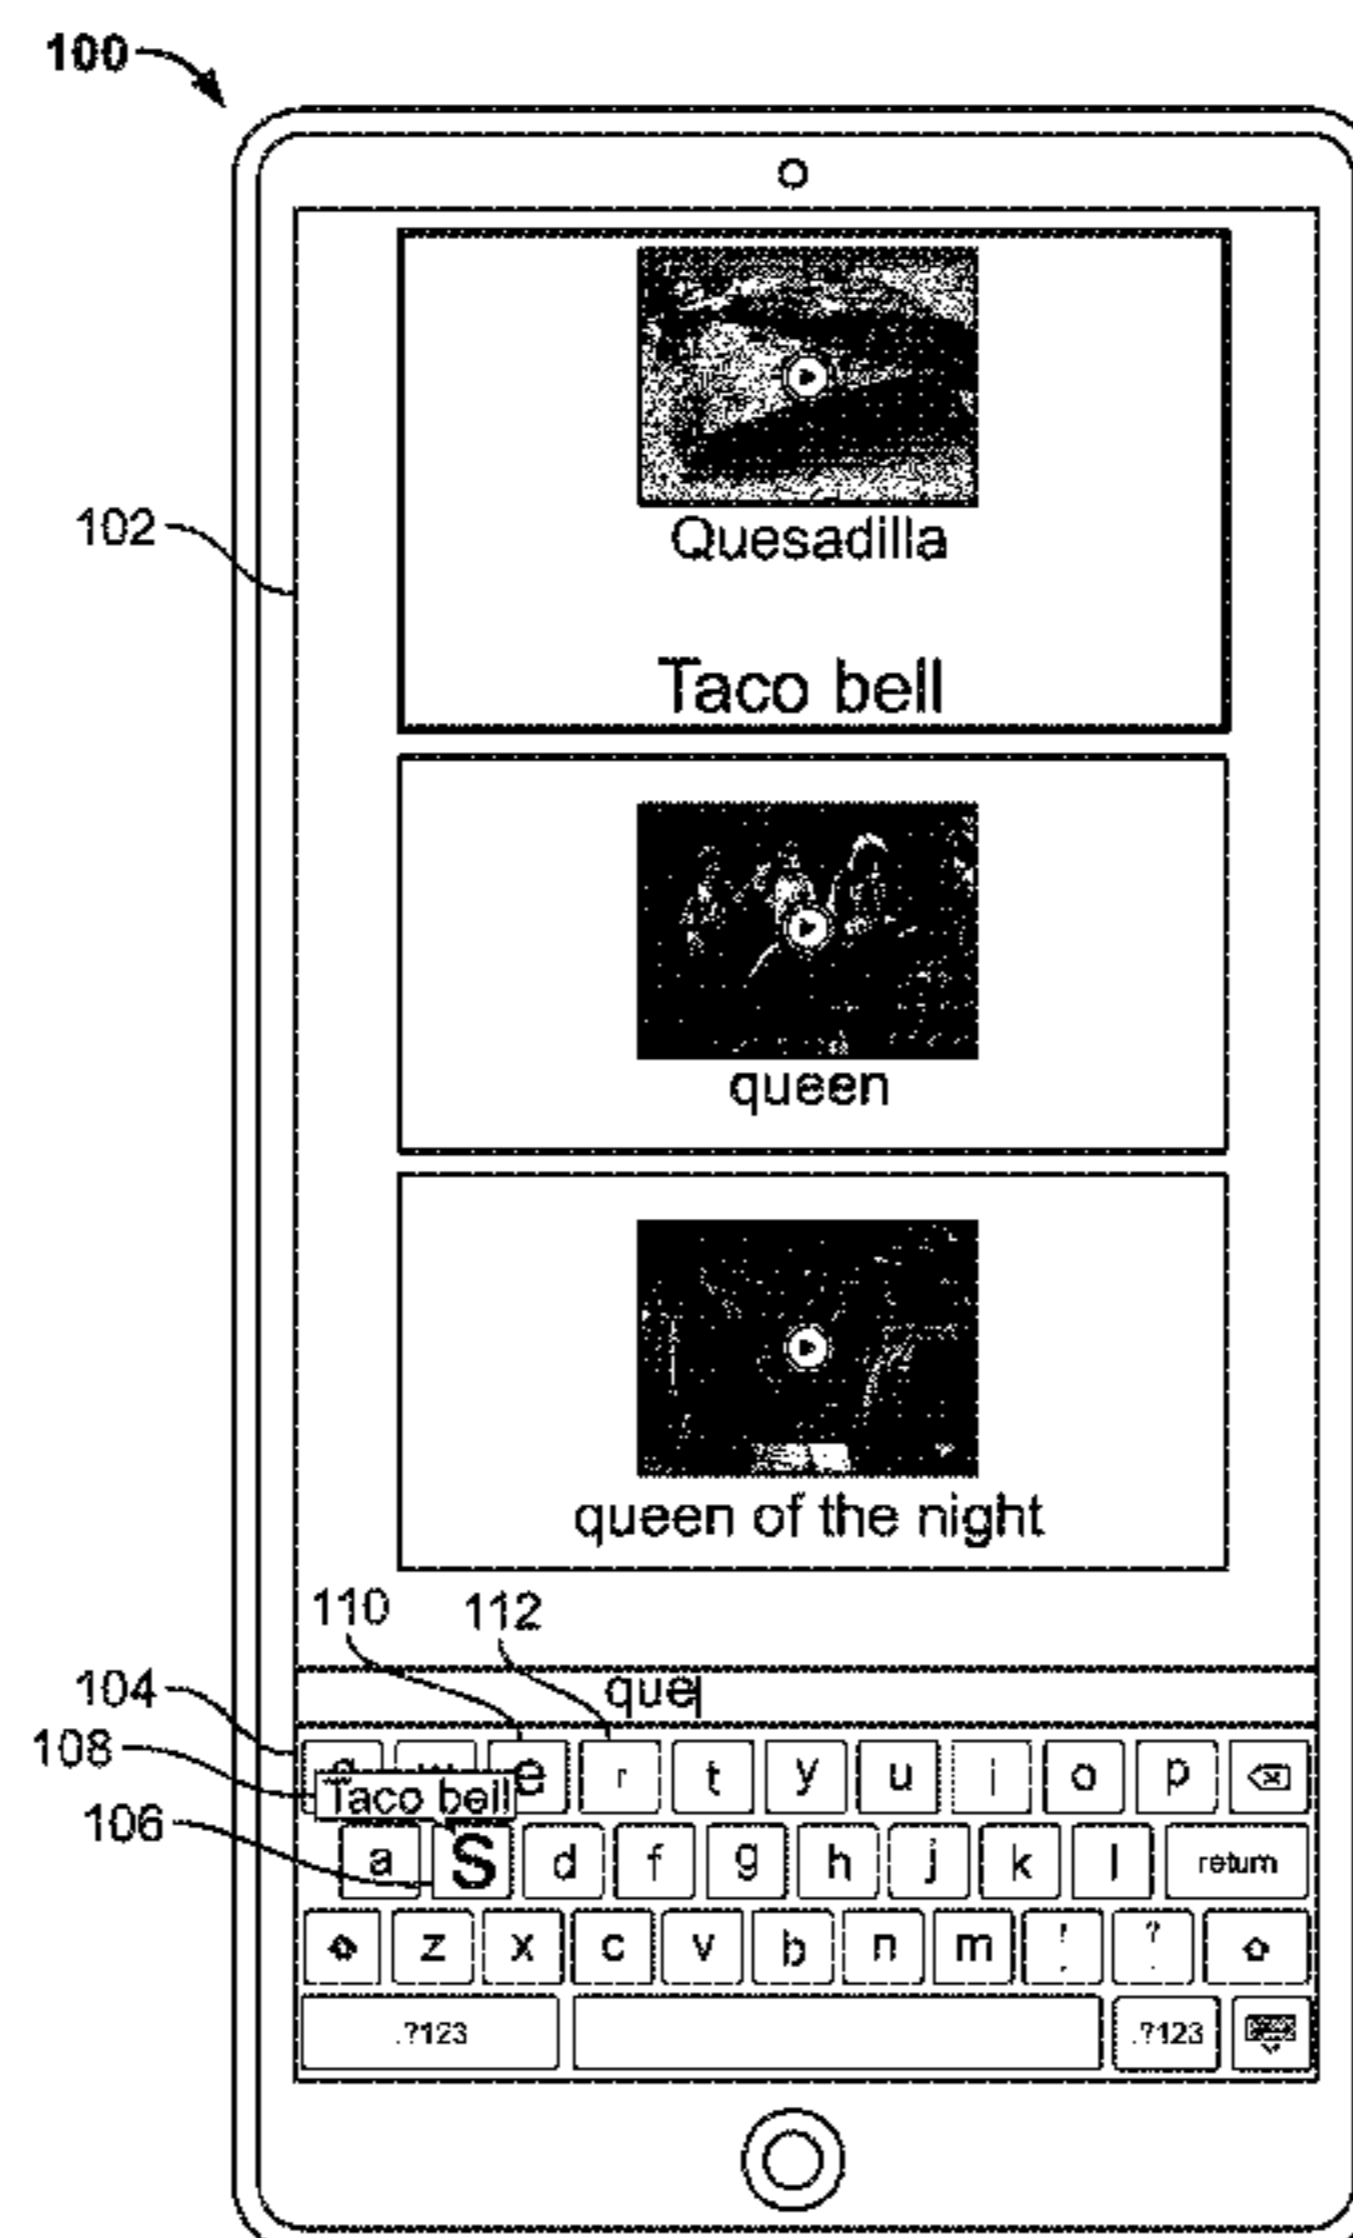 100
102
Quesadilla
Taco bell
queen
queen of the night
110 112
104
que
108
e r t y u i o p
Taco bell
106
a S d f g h j k l return
z x c v b n m ! ?
, .
.?123 .?123